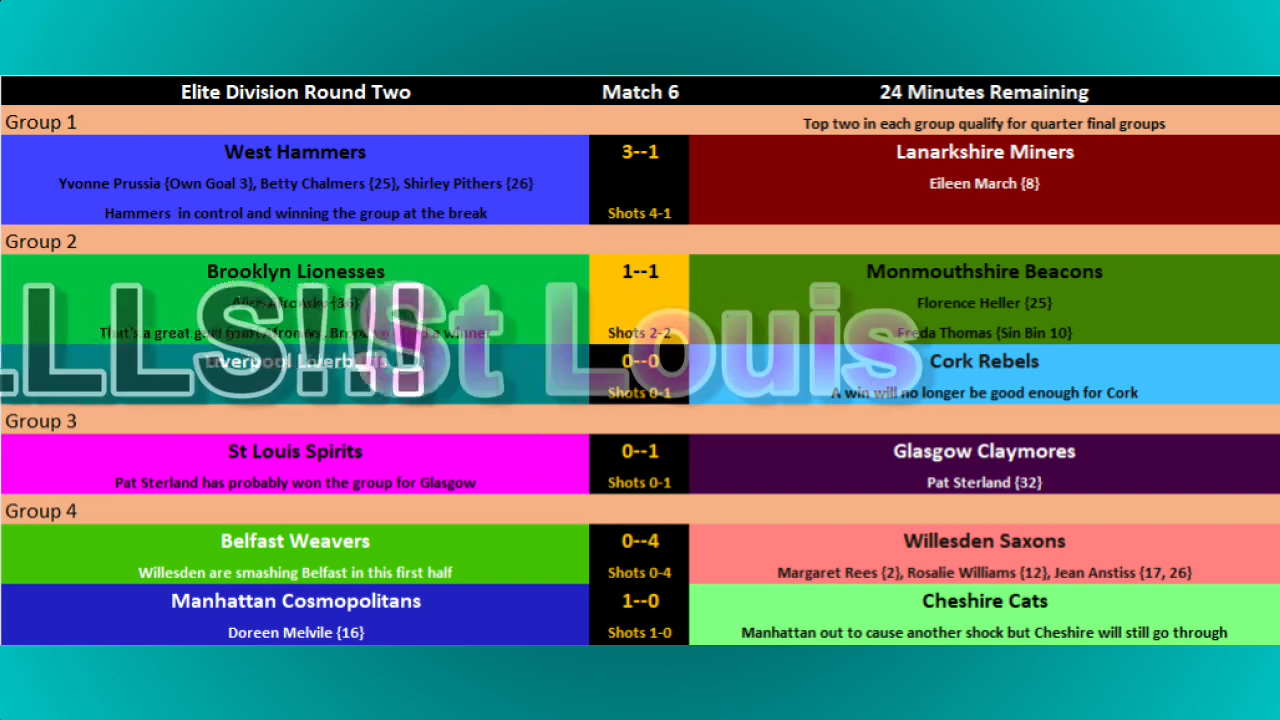 Elite Division Round Two Match 6 24 Minutes Remaining
Group 1 Top two in each group qualify for quarter final groups
West Hammers 3--1 Lanarkshire Miners
Yvonne Prussia {Own Goal 3}, Betty Chalmers {25}, Shirley Pithers {26} Eileen March {8}
Hammers in control and winning the group at the break Shots 4-1
Group 2
Brooklyn Lionesses 1--1 Monmouthshire Beacons
{36} Florence Heller {25}
That's a great a winner Shots 2-2 Freda Thomas {Sin Bin 10}
LLLS!!! St Louis
Liverpool 0--0 Cork Rebels
Shots 0-1 A win will no longer be good enough for Cork
Group 3
St Louis Spirits 0--1 Glasgow Claymores
Pat Sterland has probably won the group for Glasgow Shots 0-1 Pat Sterland {32}
Group 4
Belfast Weavers 0--4 Willesden Saxons
Willesden are smashing Belfast in this first half Shots 0-4 Margaret Rees {2}, Rosalie Williams {12}, Jean Anstiss {17, 26}
Manhattan Cosmopolitans 1--0 Cheshire Cats
Doreen Melvile {16} Shots 1-0 Manhattan out to cause another shock but Cheshire will still go through